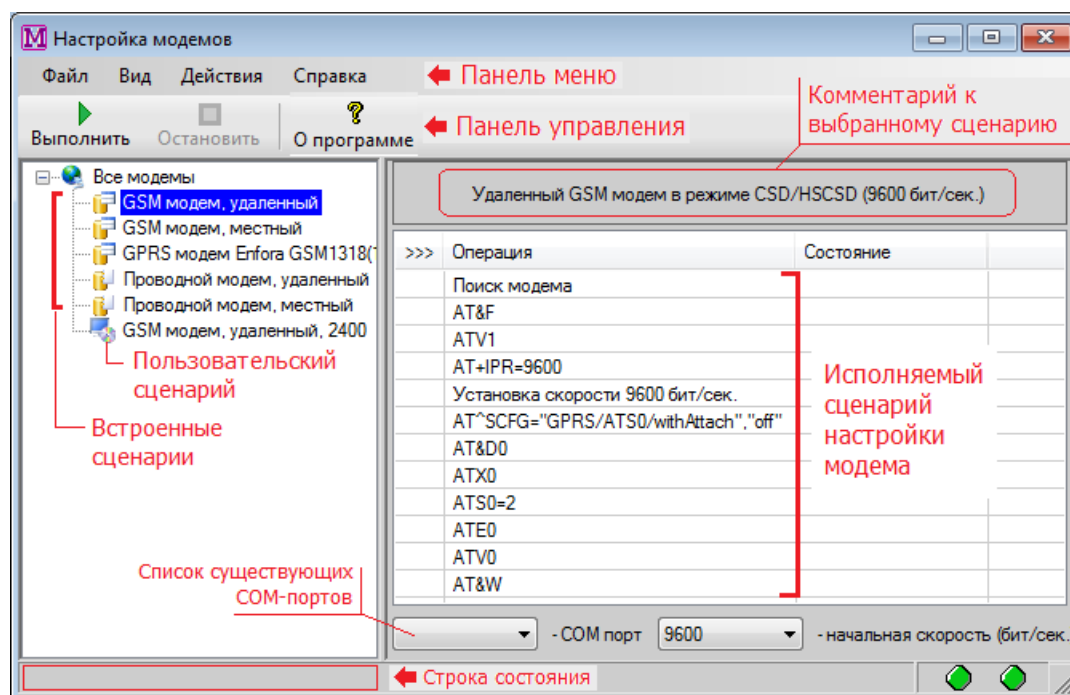 Настройка модемов
Файл Вид Действия Справка
Панель меню
Выполнить Остановить О программе
Панель управления
Комментарий к
выбранному сценарию
Все модемы
GSM модем, удаленный
GSM модем, местный
GPRS модем Enfora GSM1318(
Проводной модем, удаленный
Проводной модем, местный
GSM модем, удаленный, 2400
Пользовательский
сценарий
Встроенные
сценарии
Удаленный GSM модем в режиме CSD/HSCSD (9600 бит/сек.)
>>> Операция Состояние
Поиск модема
AT&F
ATV1
AT+IPR=9600
Установка скорости 9600 бит/сек.
AT^SCFG="GPRS/ATS0/withAttach","off"
AT&D0
ATX0
ATS0=2
ATE0
ATV0
AT&W
Исполняемый
сценарий
настройки
модема
Список существующих
COM-портов
- COM порт 9600 - начальная скорость (бит/сек.
Строка состояния